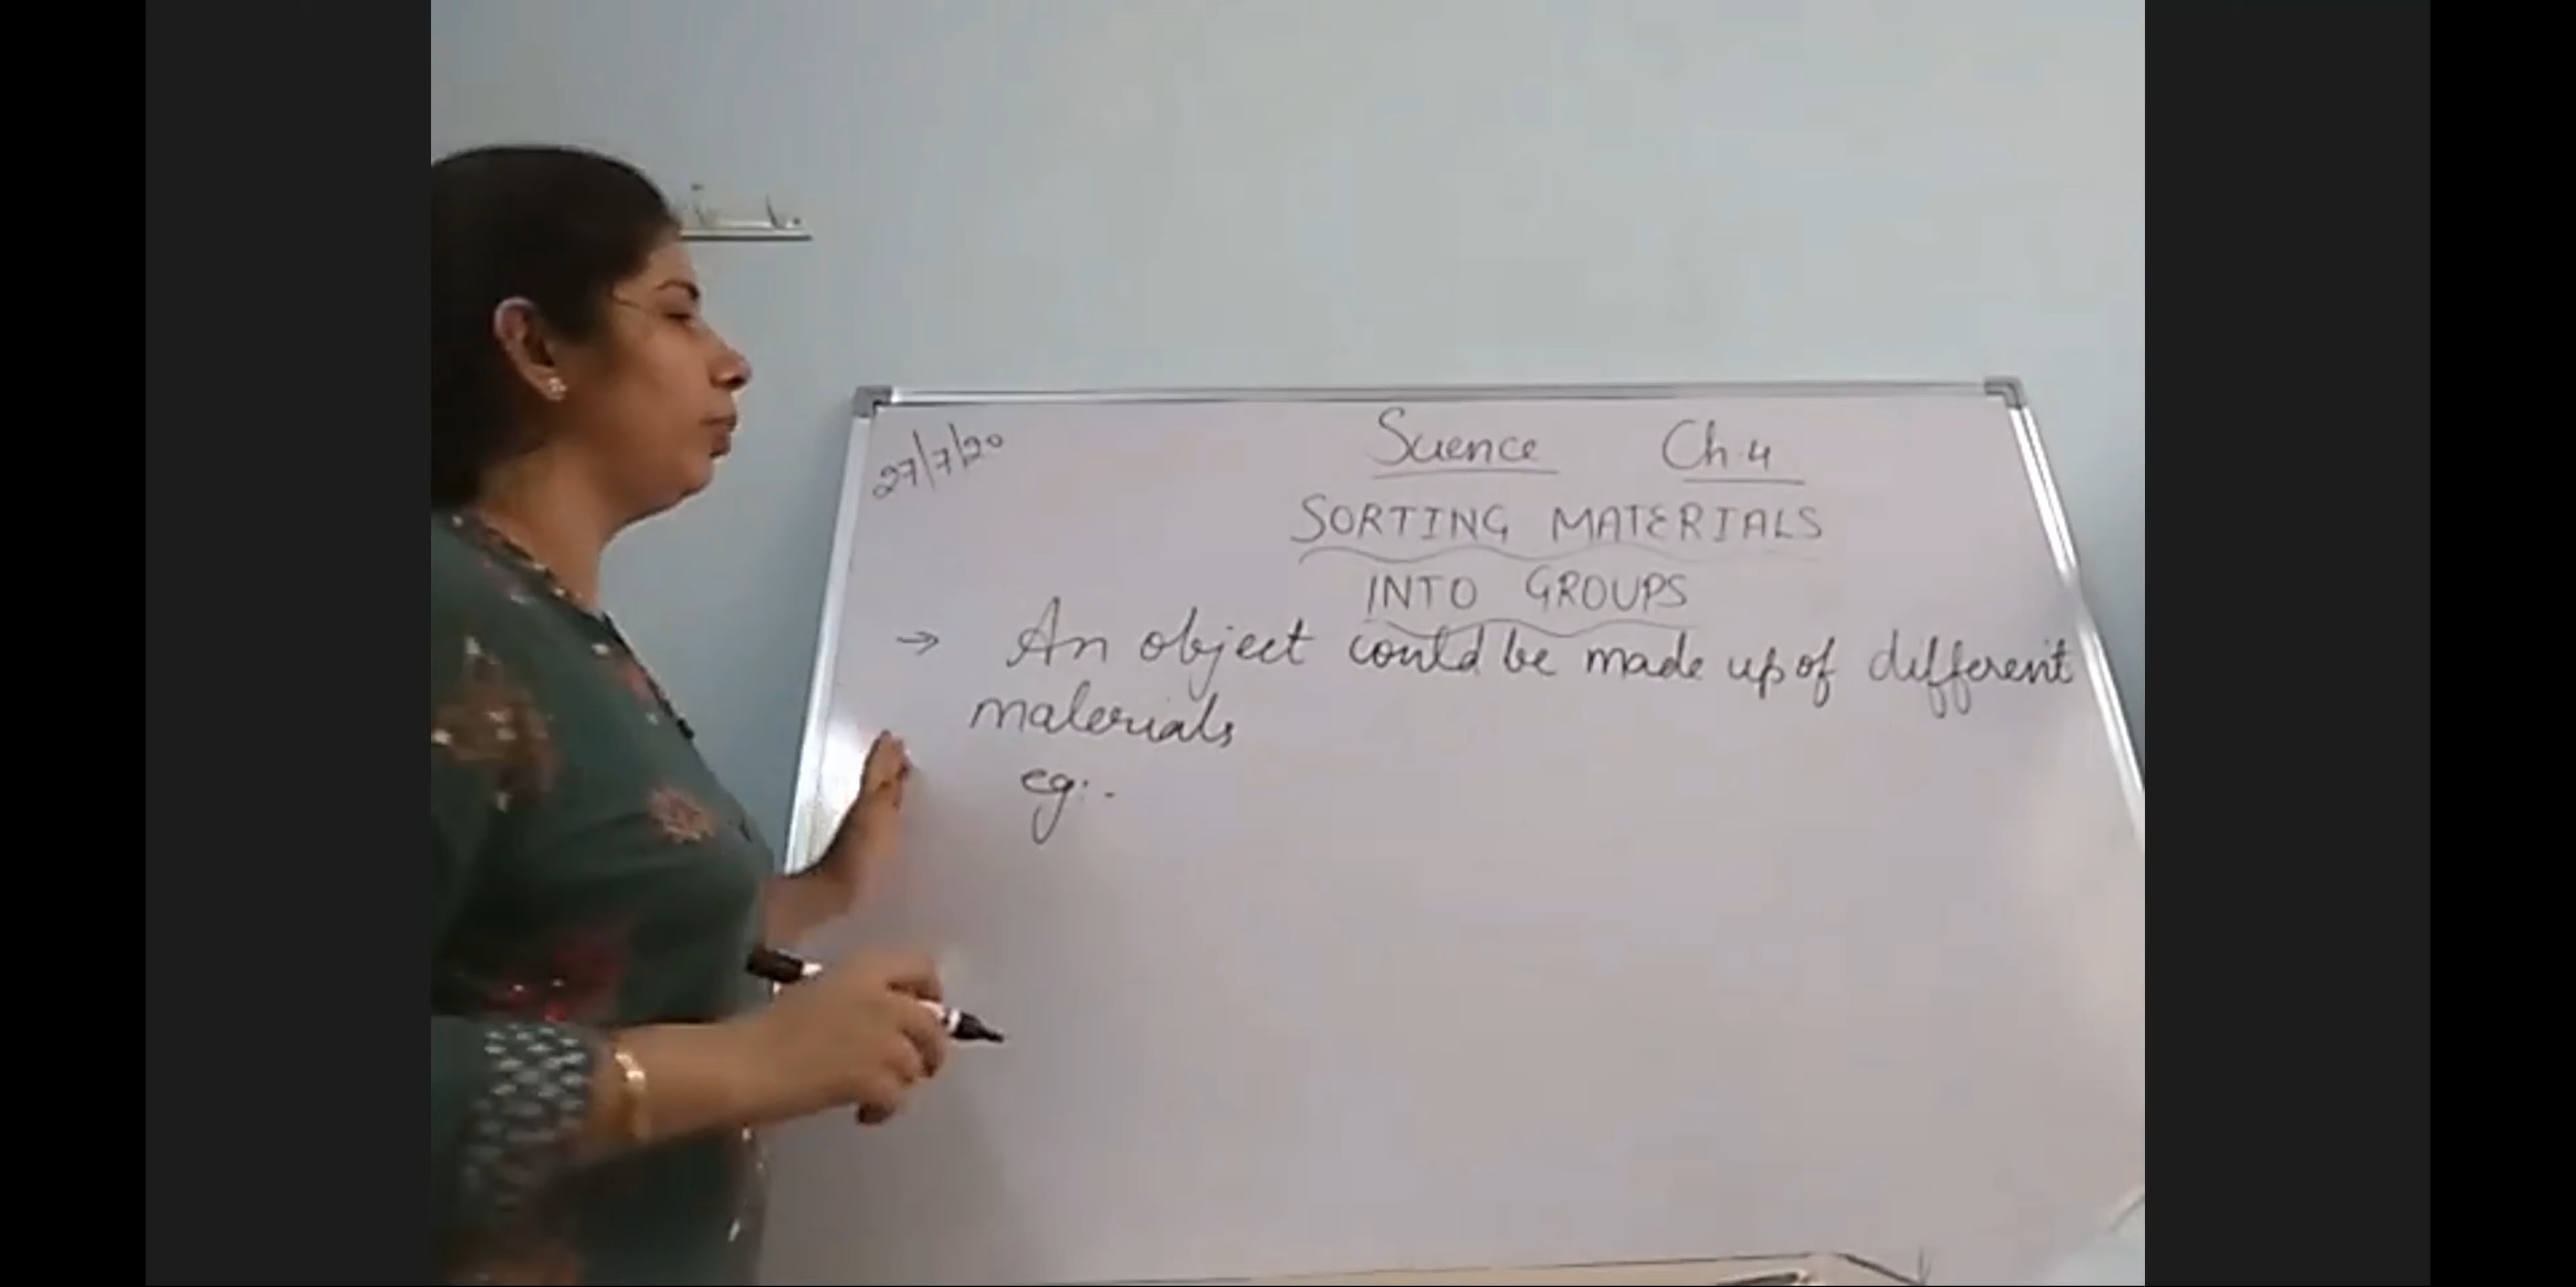 27/7/20
Science Ch.4
SORTING MATERIALS
INTO GROUPS
→ An object could be made up of different
materials
eg:-